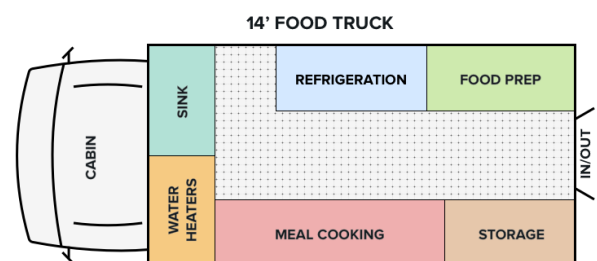 14’ FOOD TRUCK
CABIN
SINK
REFRIGERATION
FOOD PREP
IN/OUT
WATER
HEATERS
MEAL COOKING
STORAGE